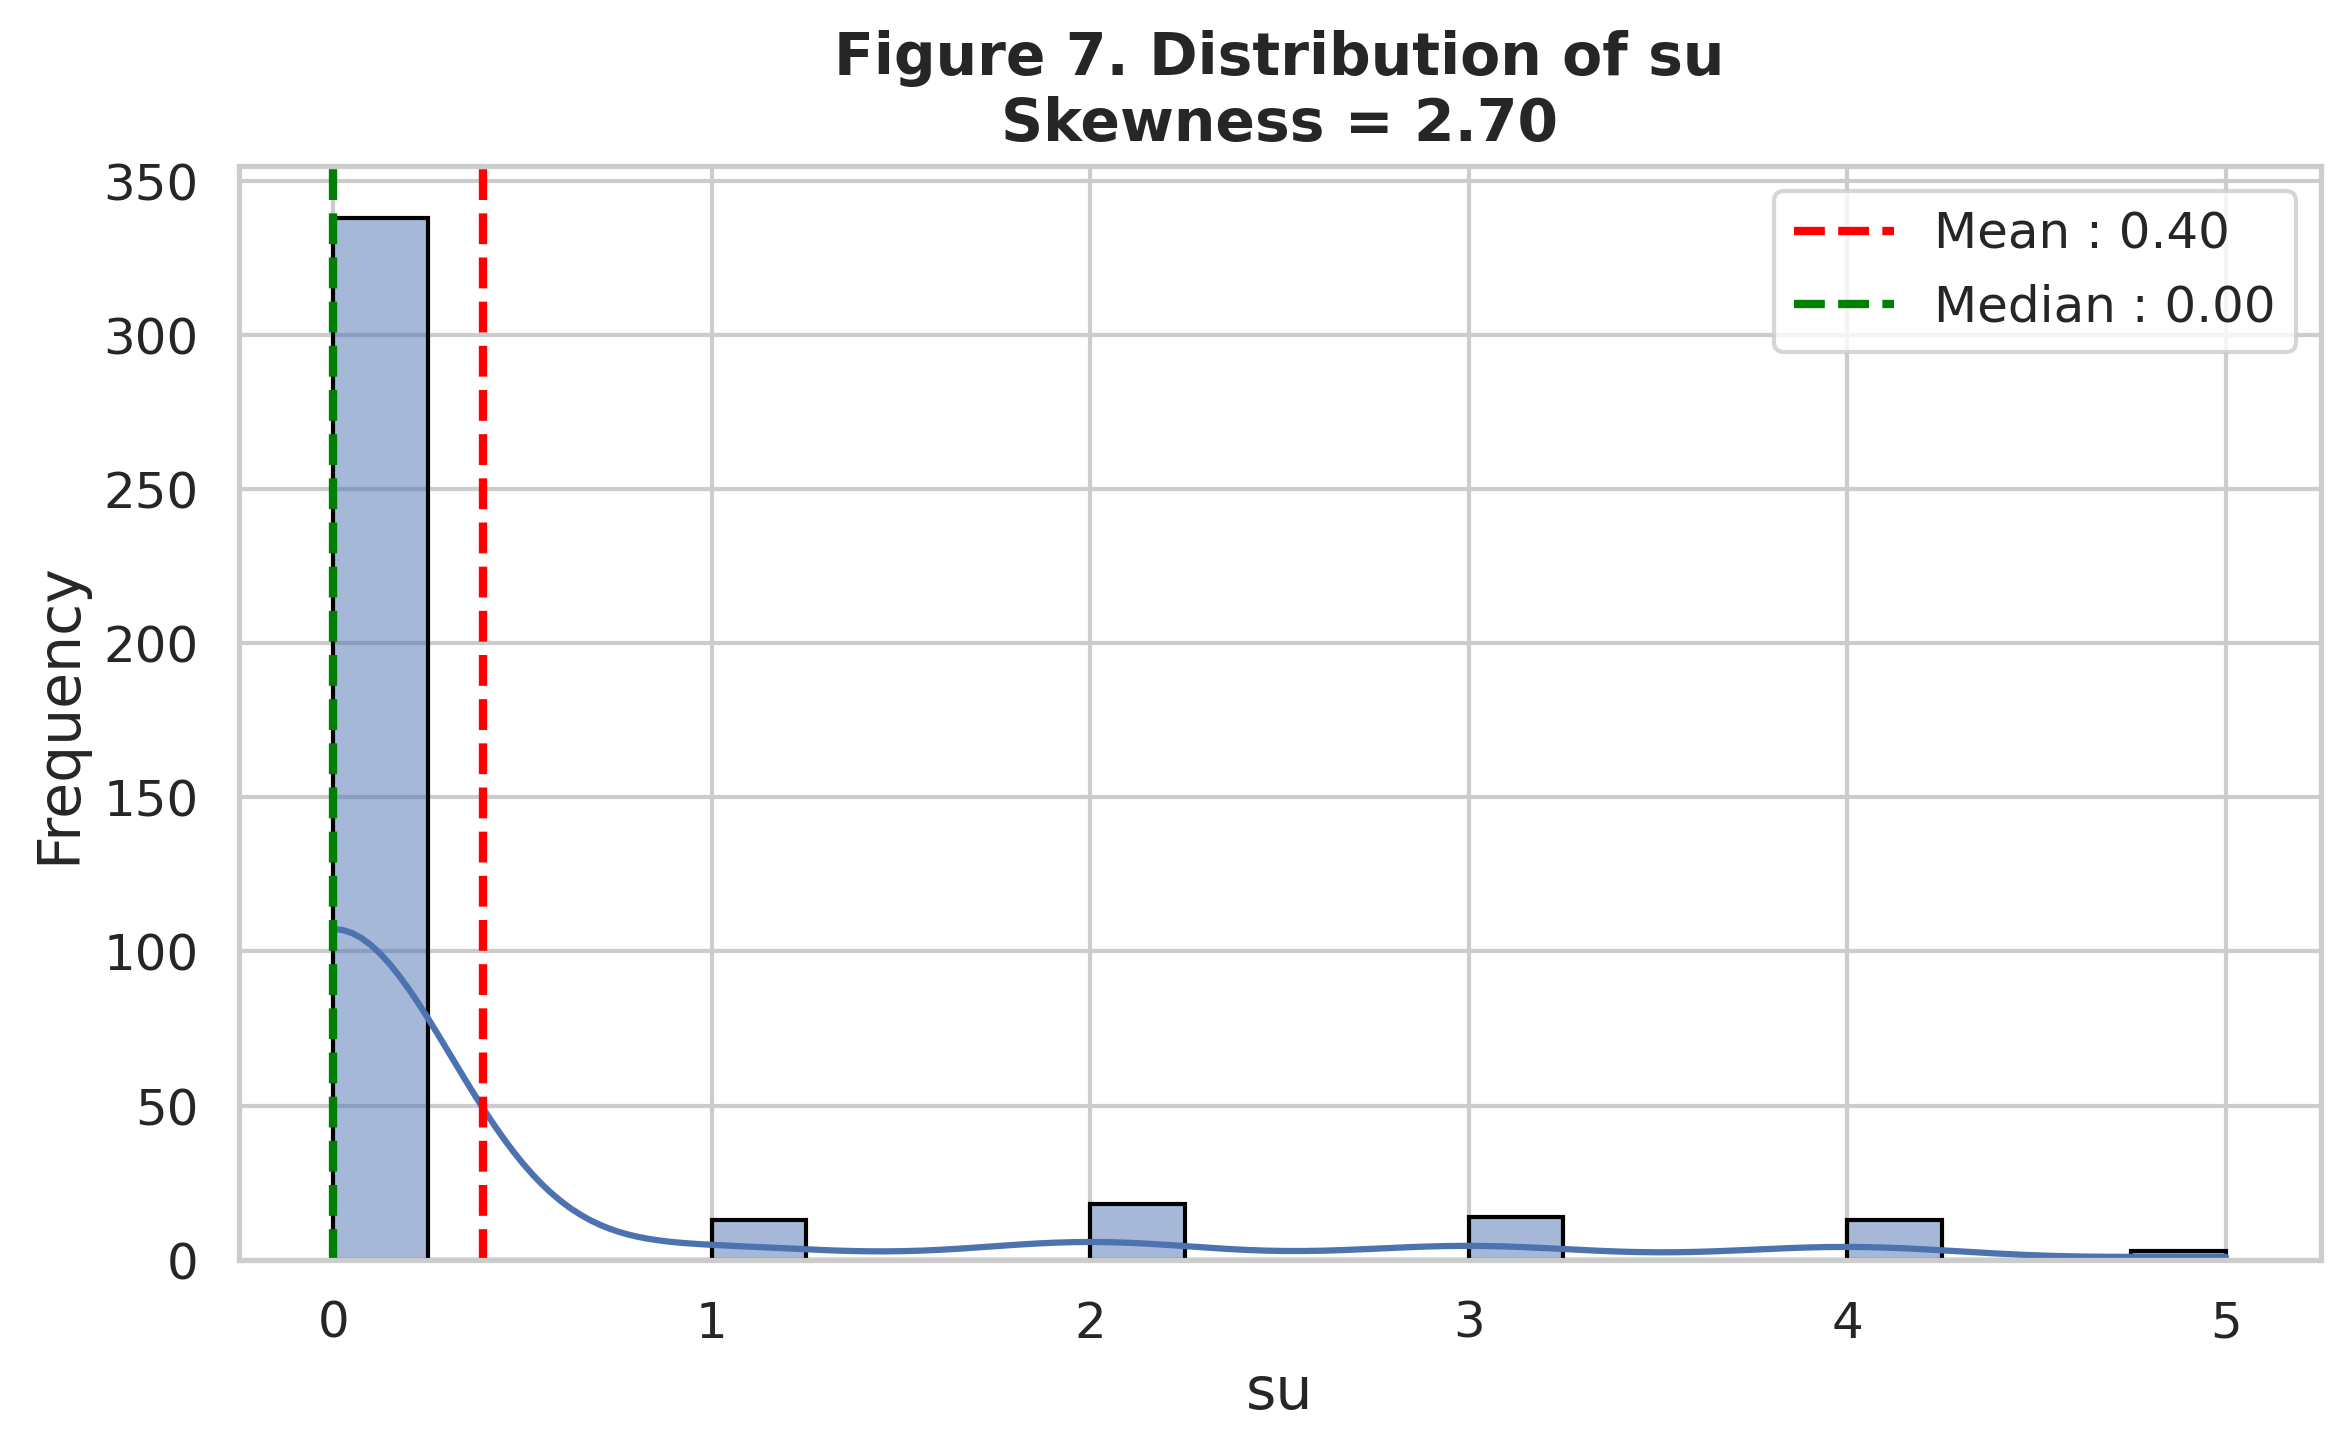 Figure 7. Distribution of su
Skewness = 2.70
Mean : 0.40
Median : 0.00
Frequency
350
300
250
200
150
100
50
0
0 1 2 3 4 5
su